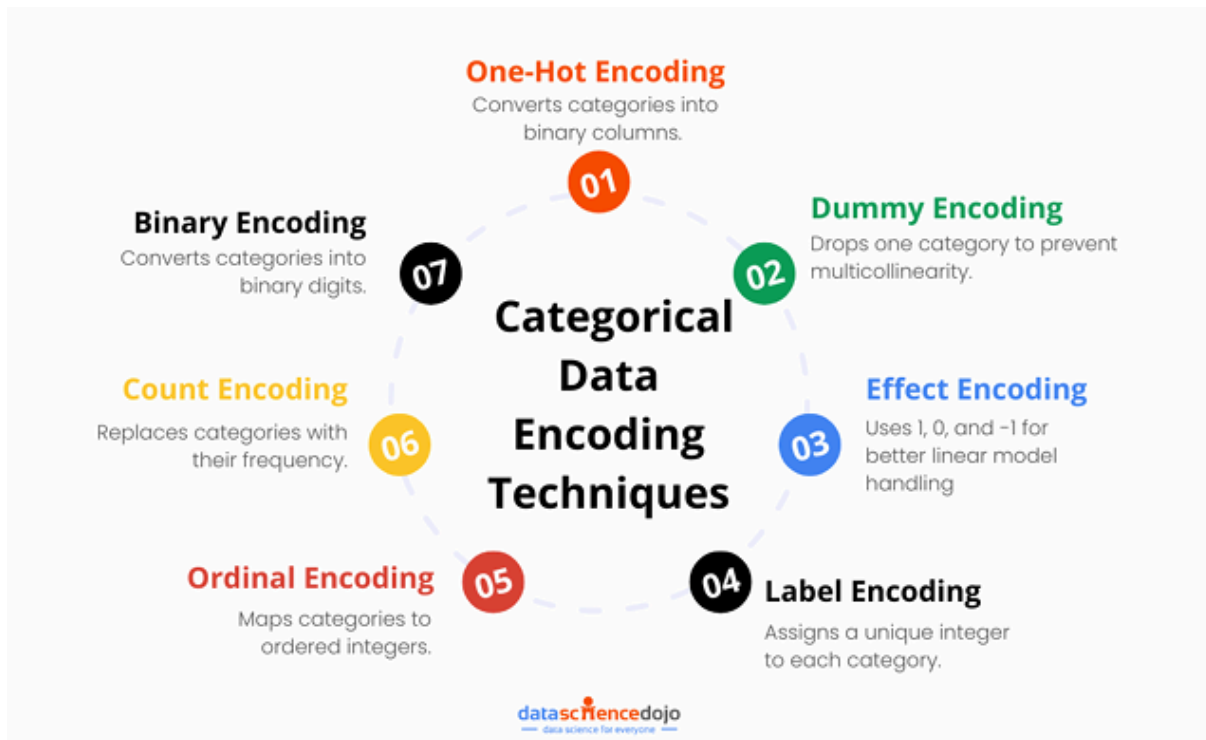 One-Hot Encoding
Converts categories into
binary columns.
01
Dummy Encoding
Drops one category to prevent
multicollinearity.
02
Effect Encoding
Uses 1, 0, and -1 for
better linear model
handling
03
Label Encoding
Assigns a unique integer
to each category.
04
Ordinal Encoding
Maps categories to
ordered integers.
05
Count Encoding
Replaces categories with
their frequency.
06
Binary Encoding
Converts categories into
binary digits.
07
Categorical
Data
Encoding
Techniques
datasciencedojo
data science for everyone